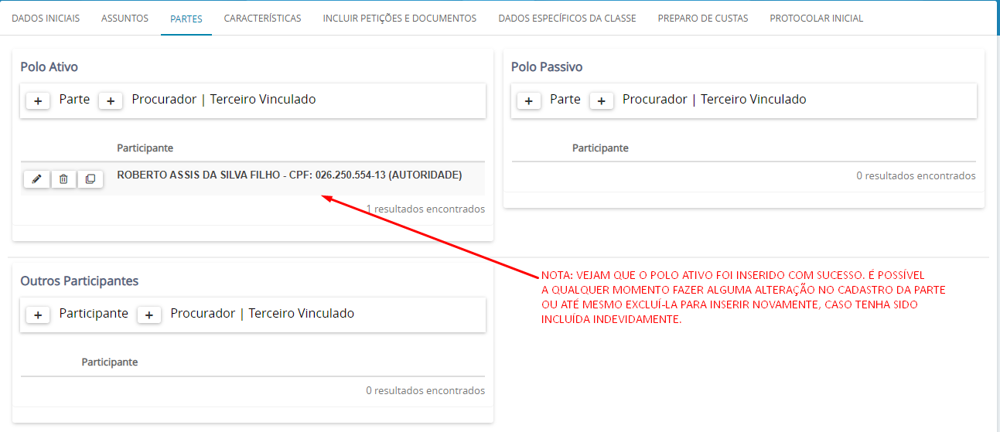 DADOS INICIAIS ASSUNTOS PARTES CARACTERÍSTICAS INCLUIR PETIÇÕES E DOCUMENTOS DADOS ESPECÍFICOS DA CLASSE PREPARO DE CUSTAS PROTOCOLAR INICIAL
Polo Ativo
+ Parte + Procurador | Terceiro Vinculado
Participante
ROBERTO ASSIS DA SILVA FILHO - CPF: 026.250.554-13 (AUTORIDADE)
1 resultados encontrados
Polo Passivo
+ Parte + Procurador | Terceiro Vinculado
Participante
0 resultados encontrados
Outros Participantes
+ Participante + Procurador | Terceiro Vinculado
Participante
0 resultados encontrados
NOTA: VEJAM QUE O POLO ATIVO FOI INSERIDO COM SUCESSO. É POSSÍVEL
A QUALQUER MOMENTO FAZER ALGUMA ALTERAÇÃO NO CADASTRO DA PARTE
OU ATÉ MESMO EXCLUÍ-LA PARA INSERIR NOVAMENTE, CASO TENHA SIDO
INCLUÍDA INDEVIDAMENTE.